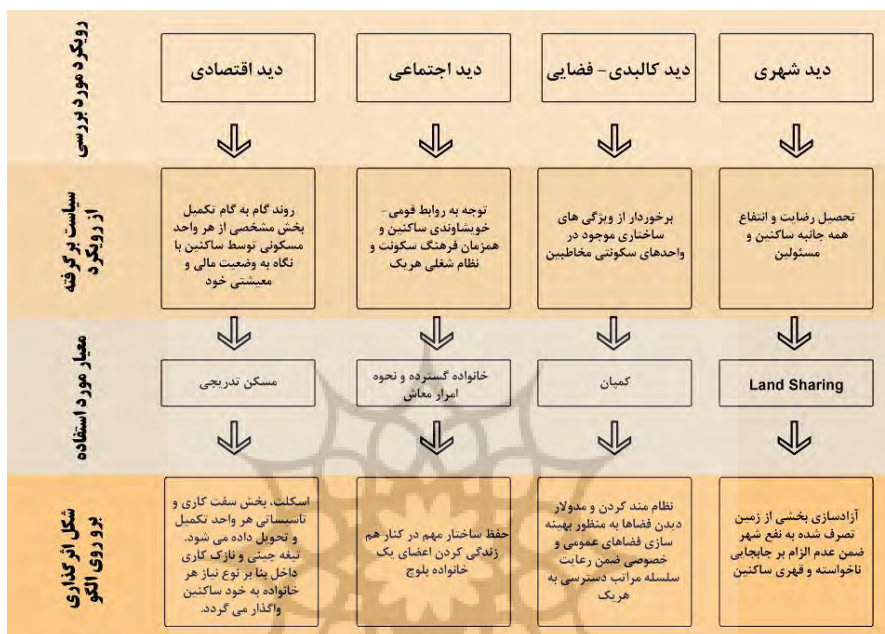 رویکرد مورد بررسی
دید شهری
دید کالبدی - فضایی
دید اجتماعی
دید اقتصادی
سیاست برگرفته
از رویکرد
تحصیل رضایت و انتفاع
همه جانبه ساکنین و
مسئولین
برخوردار از ویژگی های
ساختاری موجود در
واحدهای سکونتی مخاطبین
توجه به روابط قومی-
خویشاوندی ساکنین و
همزمان فرهنگ سکونت و
نظام شغلی هریک
روند گام به گام تکمیل
بخش مشخصی از هر واحد
مسکونی توسط ساکنین با
نگاه به وضعیت مالی و
معیشتی خود
معیار مورد استفاده
Land Sharing
کمپان
خانواده گسترده و نحوه
امرار معاش
مسکن تدریجی
شکل اثر گذاری
برو روی الگو
آزادسازی بخشی از زمین
تصرف شده به نفع شهر
ضمن عدم الزام بر جابجایی
ناخواسته و قهری ساکنین
نظام مند کردن و مدولار
دیدن فضاها به منظور بهینه
سازی فضاهای عمومی و
خصوصی ضمن رعایت
سلسله مراتب دسترسی به
هریک
حفظ ساختار مهم در کنار هم
زندگی کردن اعضای یک
خانواده بلوچ
اسکلت، بخش سفت کاری و
تاسیساتی هر واحد تکمیل
و تحویل داده می شود.
تیغه چینی و نازک کاری
داخل بنا بر نوع نیاز هر
خانواده به خود ساکنین
واگذار می گردد.